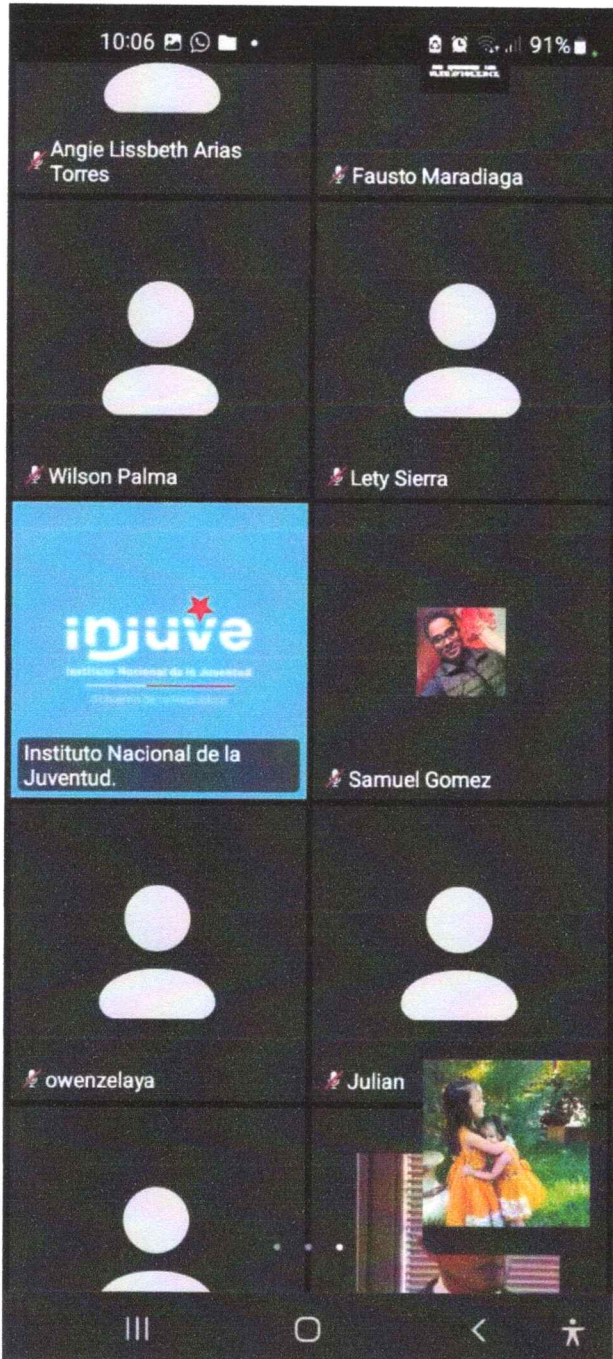 10:06
91%
Angie Lissbeth Arias
Torres
Fausto Maradiaga
Wilson Palma
Lety Sierra
injuve
Instituto Nacional de la Juventud
Instituto Nacional de la
Juventud.
Samuel Gomez
owenzelaya
Julian